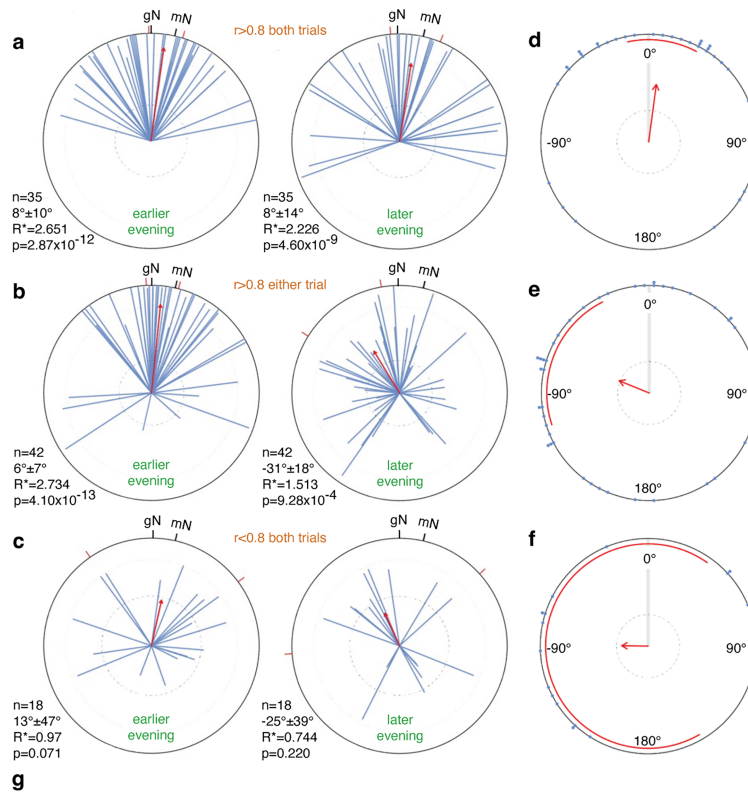 gN mN
gN mN
a
r>0.8 both trials
d
0°
-90°
90°
180°
n=35
8°±10°
R*=2.651
p=2.87x10-12
earlier
evening
n=35
8°±14°
R*=2.226
p=4.60x10-9
later
evening
gN mN
gN mN
b
r>0.8 either trial
e
0°
-90°
90°
180°
n=42
6°±7°
R*=2.734
p=4.10x10-13
earlier
evening
n=42
-31°±18°
R*=1.513
p=9.28x10-4
later
evening
gN mN
gN mN
c
r<0.8 both trials
f
0°
-90°
90°
180°
n=18
13°±47°
R*=0.97
p=0.071
earlier
evening
n=18
-25°±39°
R*=0.744
p=0.220
later
evening
g